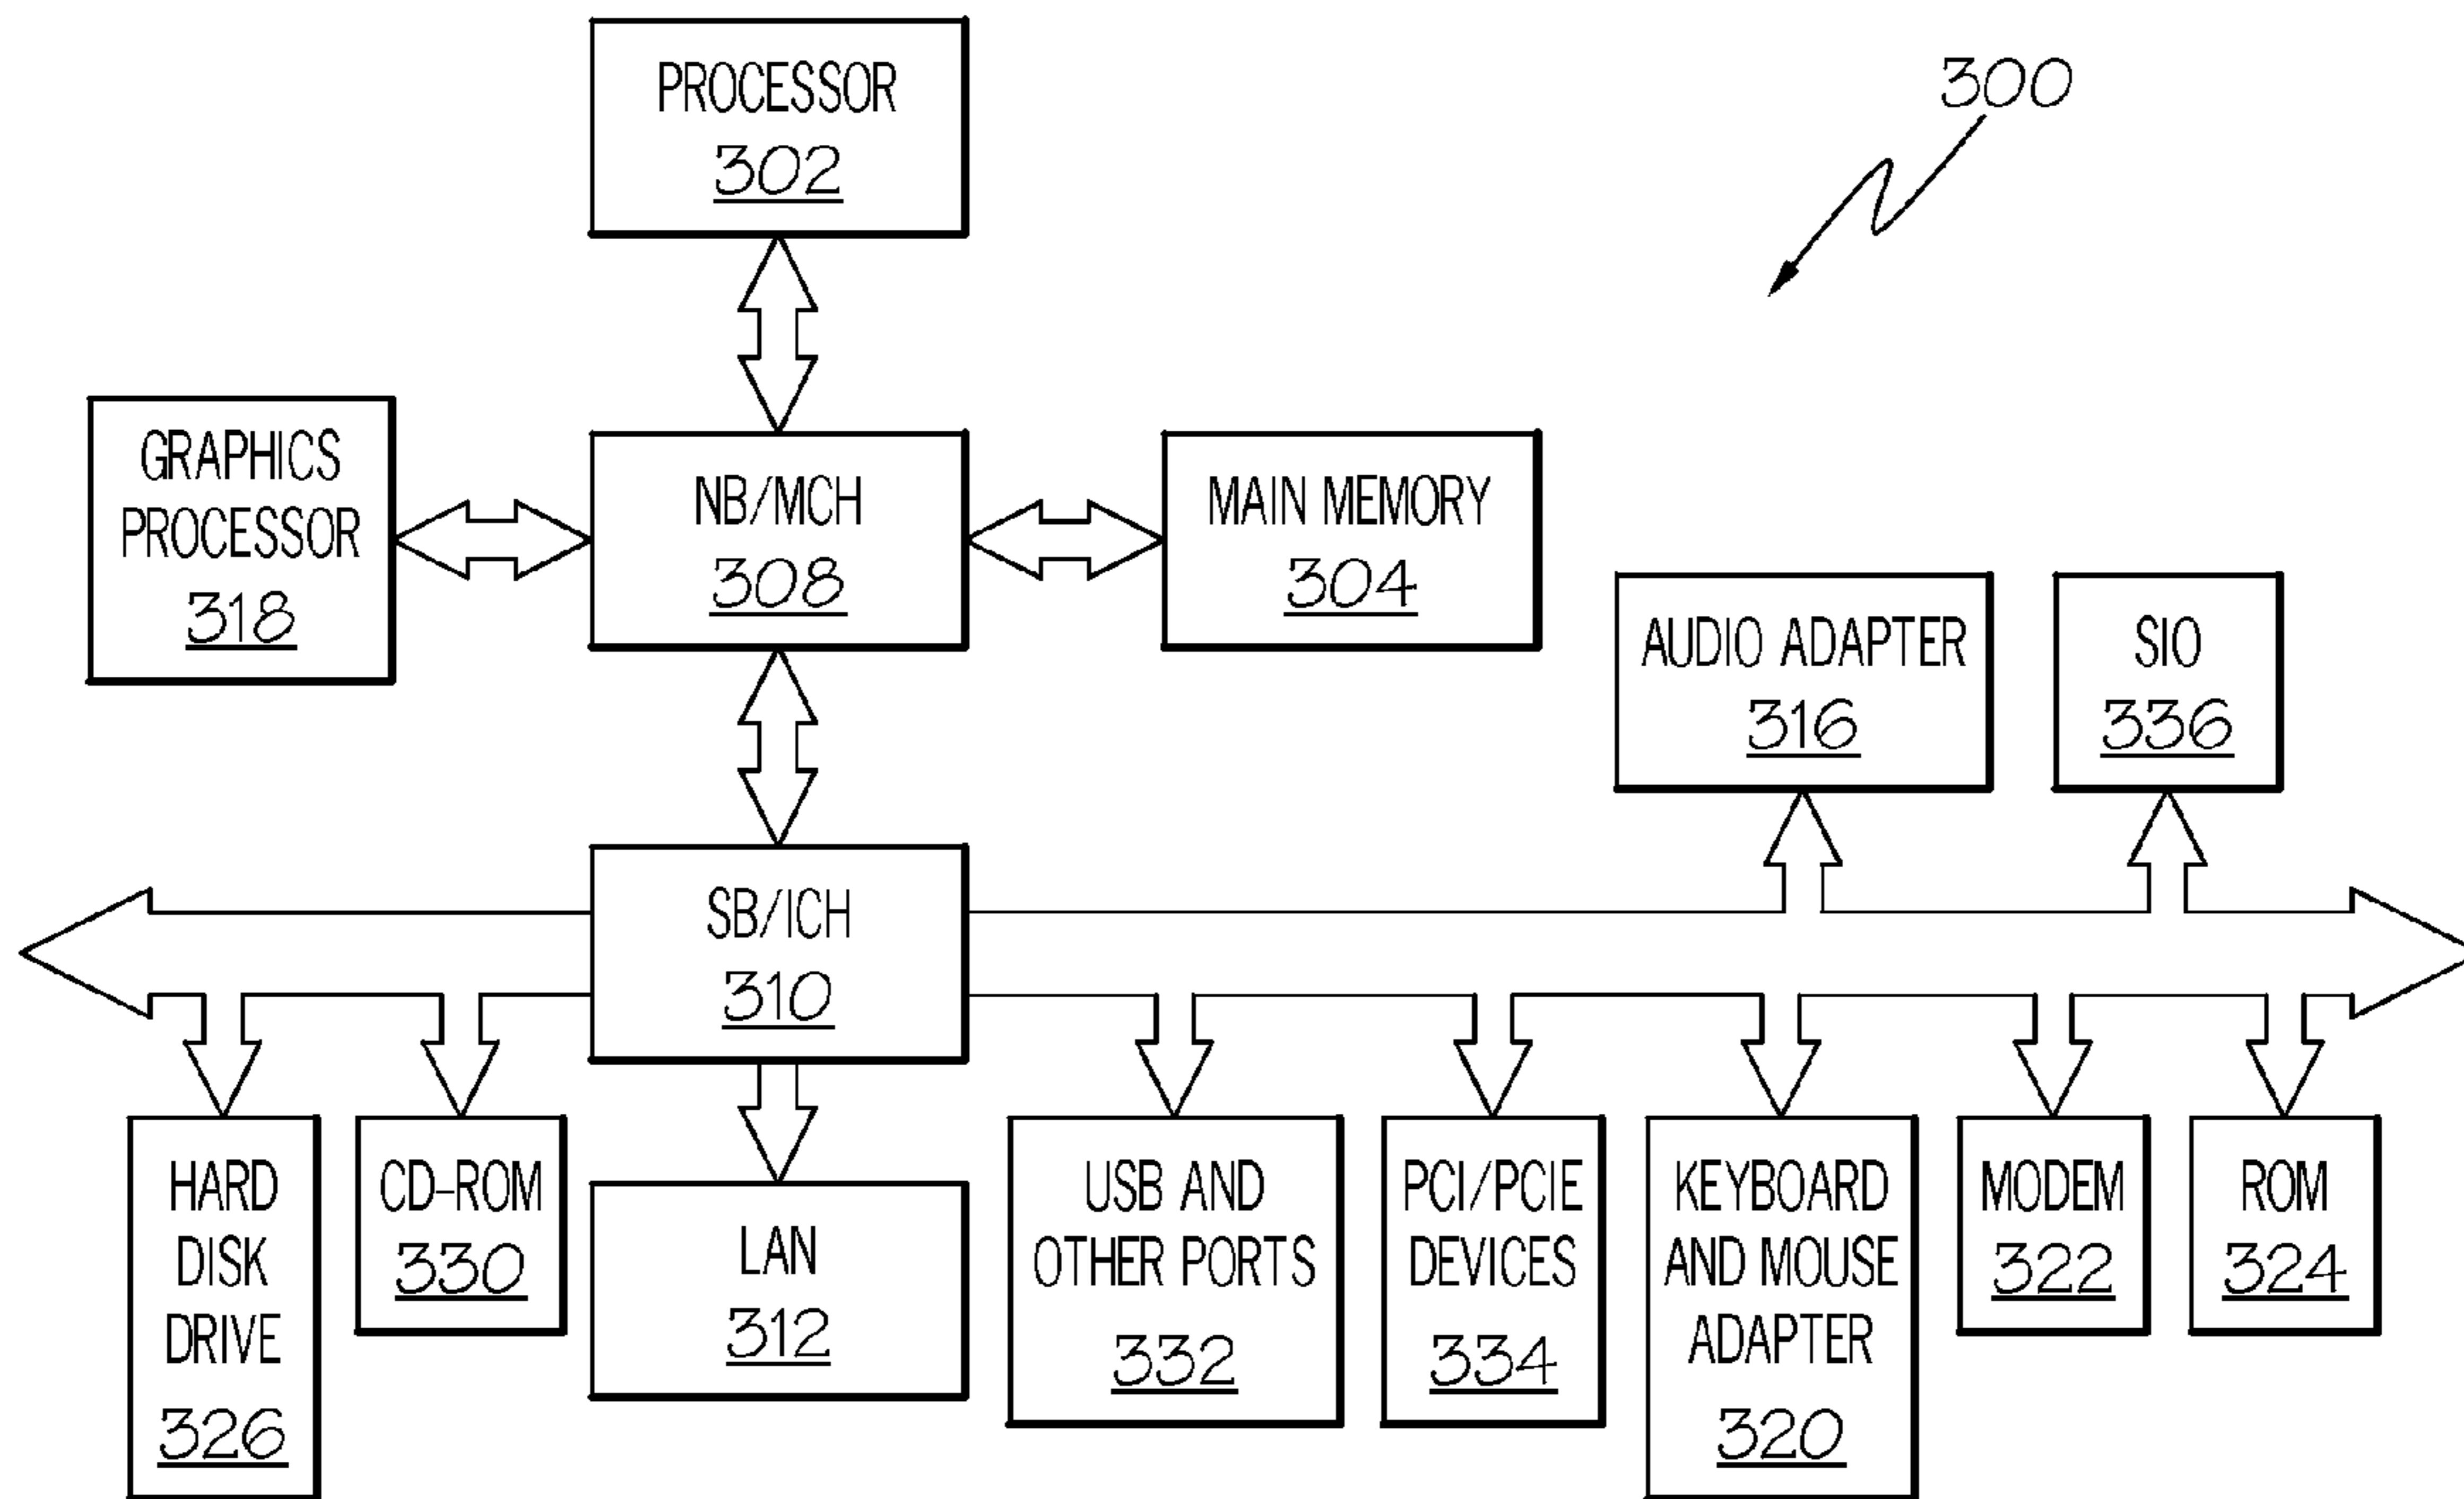 PROCESSOR
302
300
GRAPHICS
PROCESSOR
318
NB/MCH
308
MAIN MEMORY
304
AUDIO ADAPTER
316
SIO
336
SB/ICH
310
HARD
DISK
DRIVE
326
CD-ROM
330
LAN
312
USB AND
OTHER PORTS
332
PCI/PCIE
DEVICES
334
KEYBOARD
AND MOUSE
ADAPTER
320
MODEM
322
ROM
324